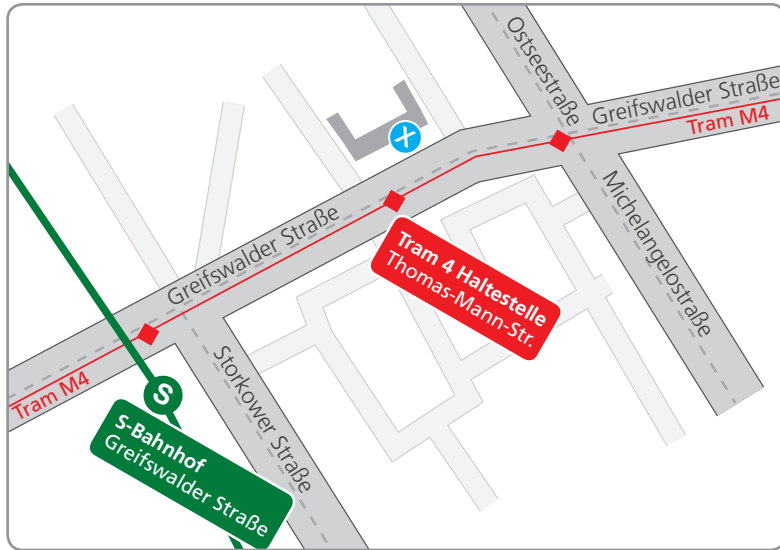 Ostseestraße
Greifswalder Straße
Tram M4
X
Greifswalder Straße
Michelangelostraße
Tram 4 Haltestelle
Thomas-Mann-Str.
Tram M4
S
Storkower Straße
S-Bahnhof
Greifswalder Straße